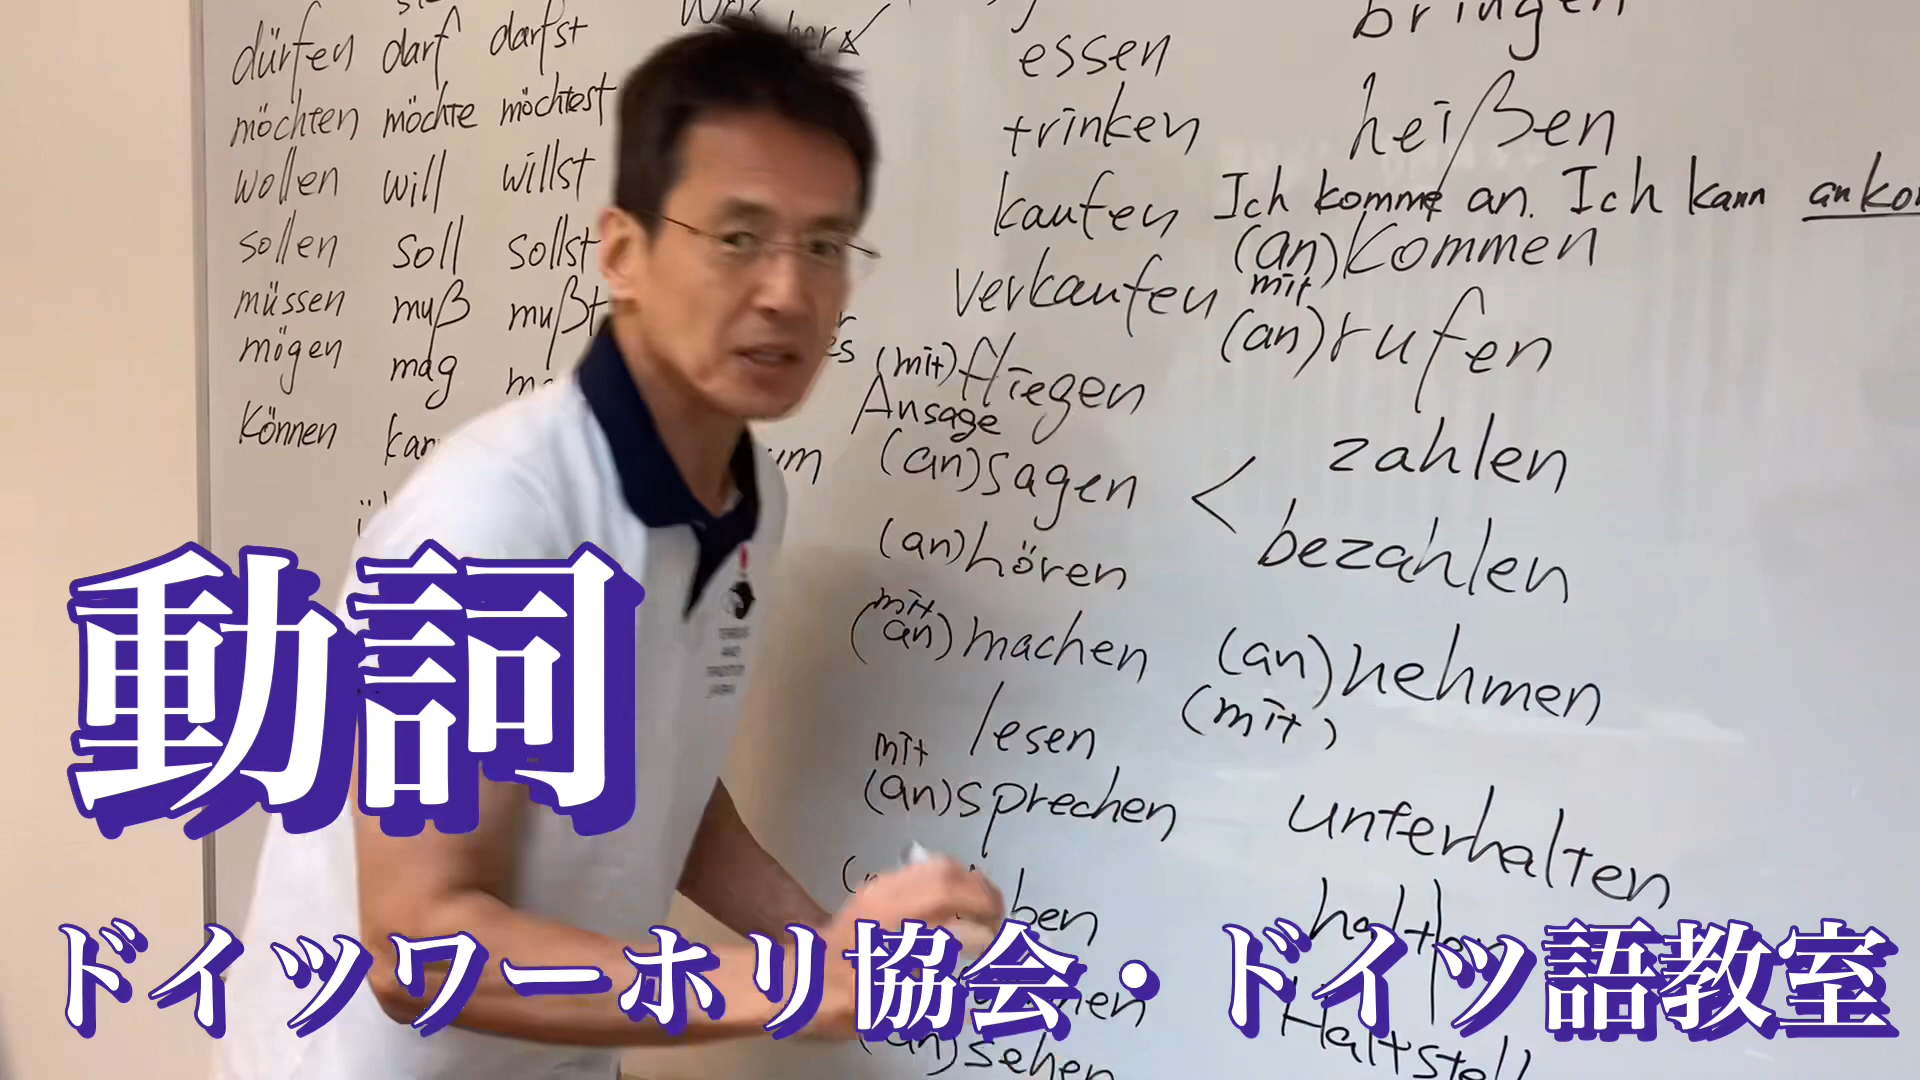 dürfen darf darfst
möchten möchte möchtest
wollen will willst
sollen soll sollst
müssen muß mußt
mögen mag
können
essen
trinken
kaufen
verkaufen
(mit) fliegen
Ansage
(an) sagen
(an) hören
mit
(an) machen
lesen
mit
(an) sprechen
(an) sehen
bringen
heißen
Ich komme an. Ich kann
(an) kommen
mit
(an) rufen
< zahlen
bezahlen
(an) nehmen
(mit)
unterhalten
halten
動詞
ドイツワーホリ協会・ドイツ語教室